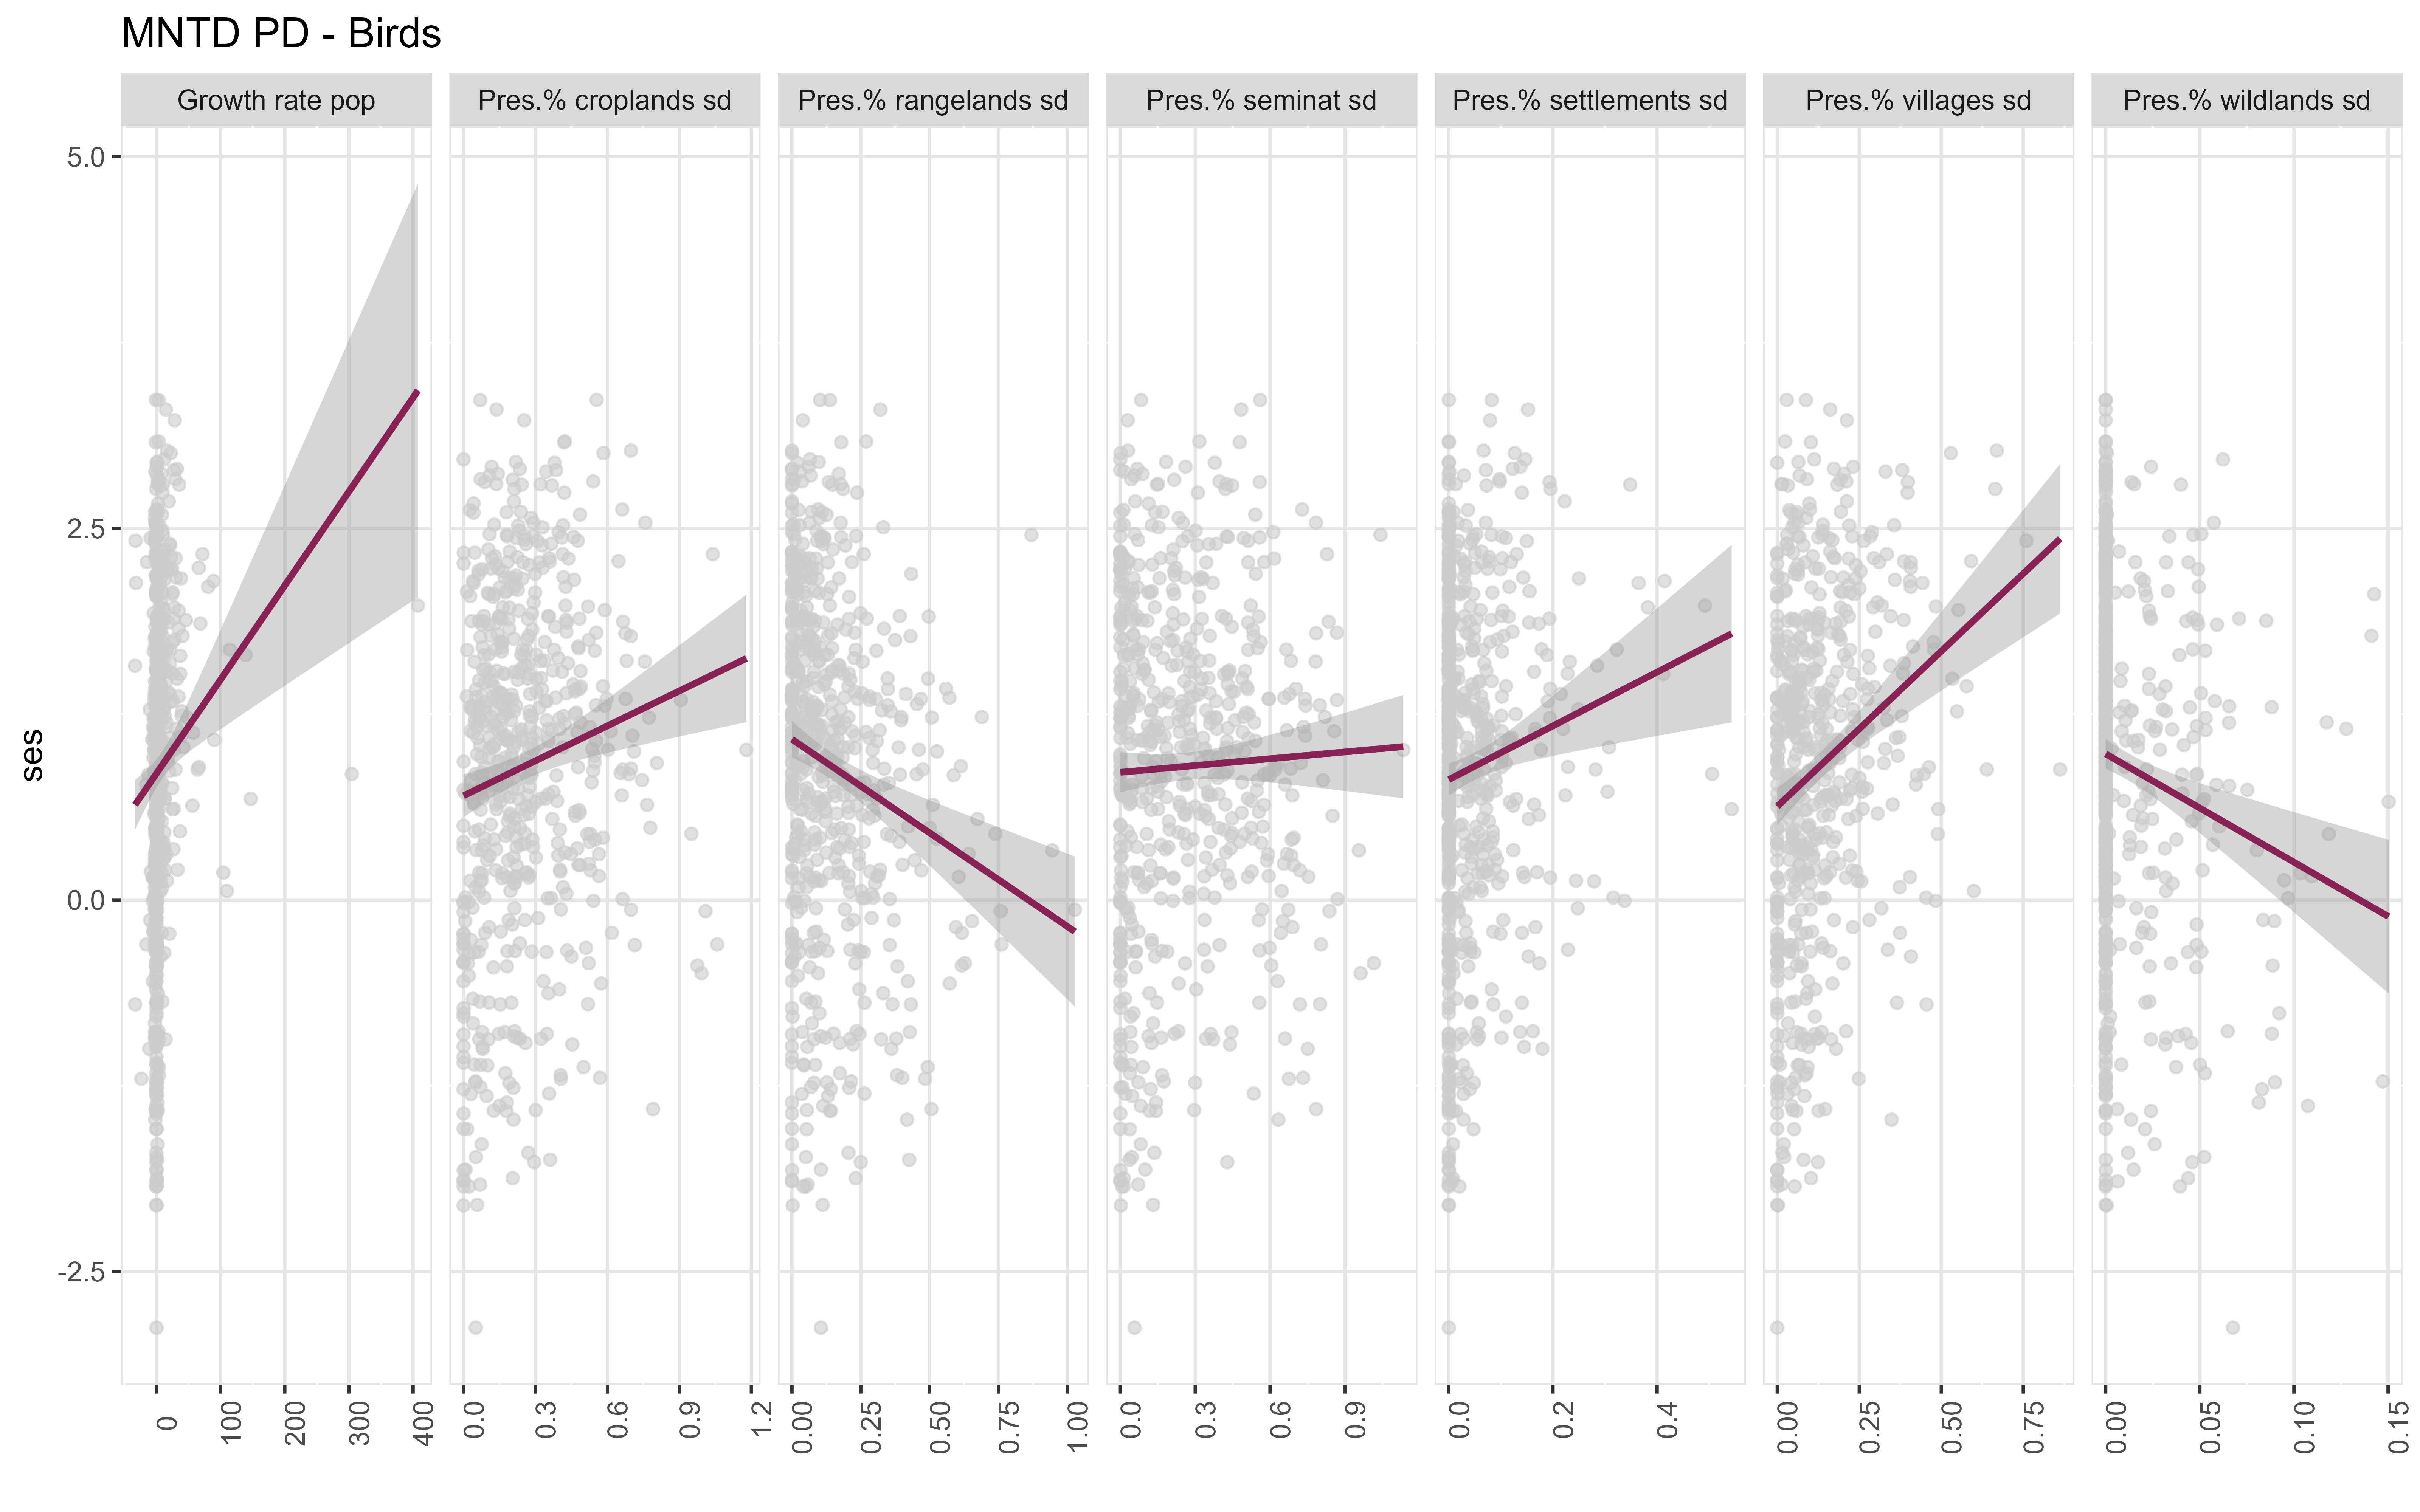 MNTD PD - Birds
Growth rate pop
Pres.% croplands sd
Pres.% rangelands sd
Pres.% seminat sd
Pres.% settlements sd
Pres.% villages sd
Pres.% wildlands sd
ses
5.0
2.5
0.0
-2.5
0 100 200 300 400
0.0 0.3 0.6 0.9 1.2
0.00 0.25 0.50 0.75 1.00
0.0 0.3 0.6 0.9
0.0 0.2 0.4
0.00 0.25 0.50 0.75
0.00 0.05 0.10 0.15